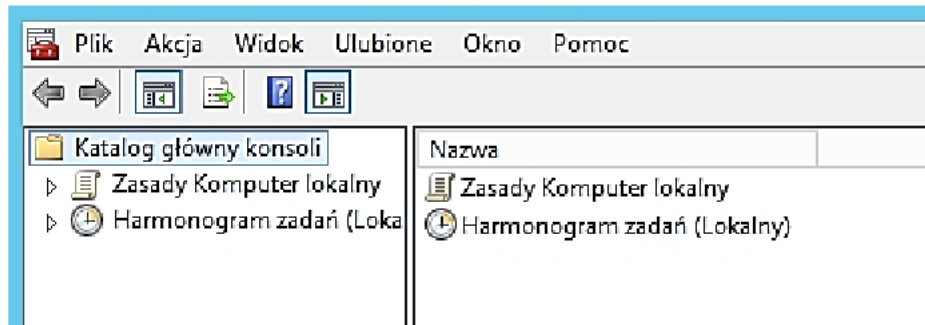 Plik Akcja Widok Ulubione Okno Pomoc
Katalog główny konsoli
Zasady Komputer lokalny
Harmonogram zadań (Loka
Nazwa
Zasady Komputer lokalny
Harmonogram zadań (Lokalny)